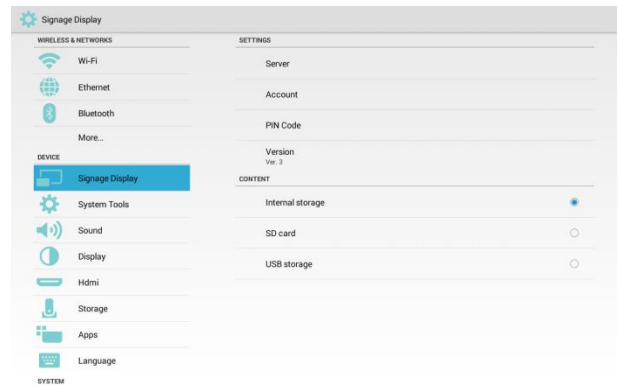 Signage Display
WIRELESS & NETWORKS
Wi-Fi
Ethernet
Bluetooth
More...
DEVICE
Signage Display
System Tools
Sound
Display
Hdmi
Storage
Apps
Language
SYSTEM
SETTINGS
Server
Account
PIN Code
Version
Ver. 3
CONTENT
Internal storage
SD card
USB storage